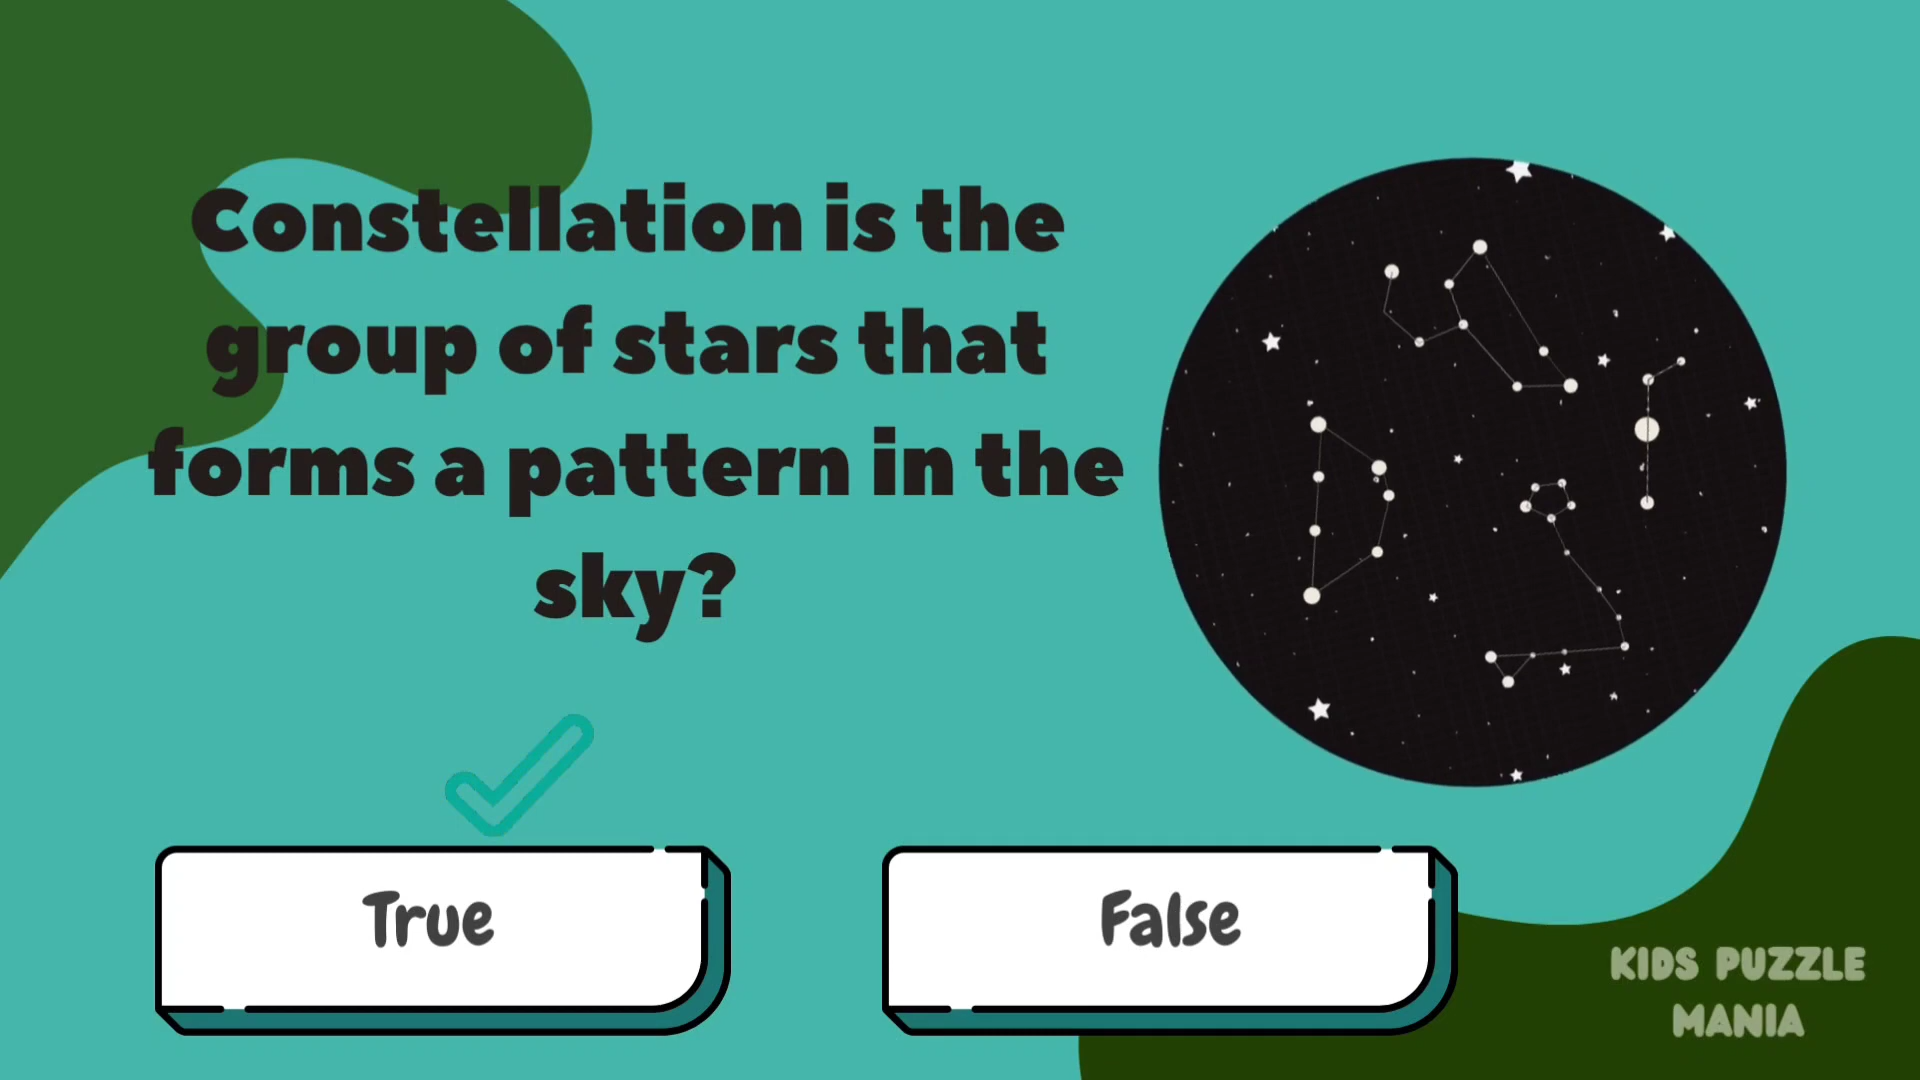 Constellation is the
group of stars that
forms a pattern in the
sky?
True
False
KIDS PUZZLE
MANIA